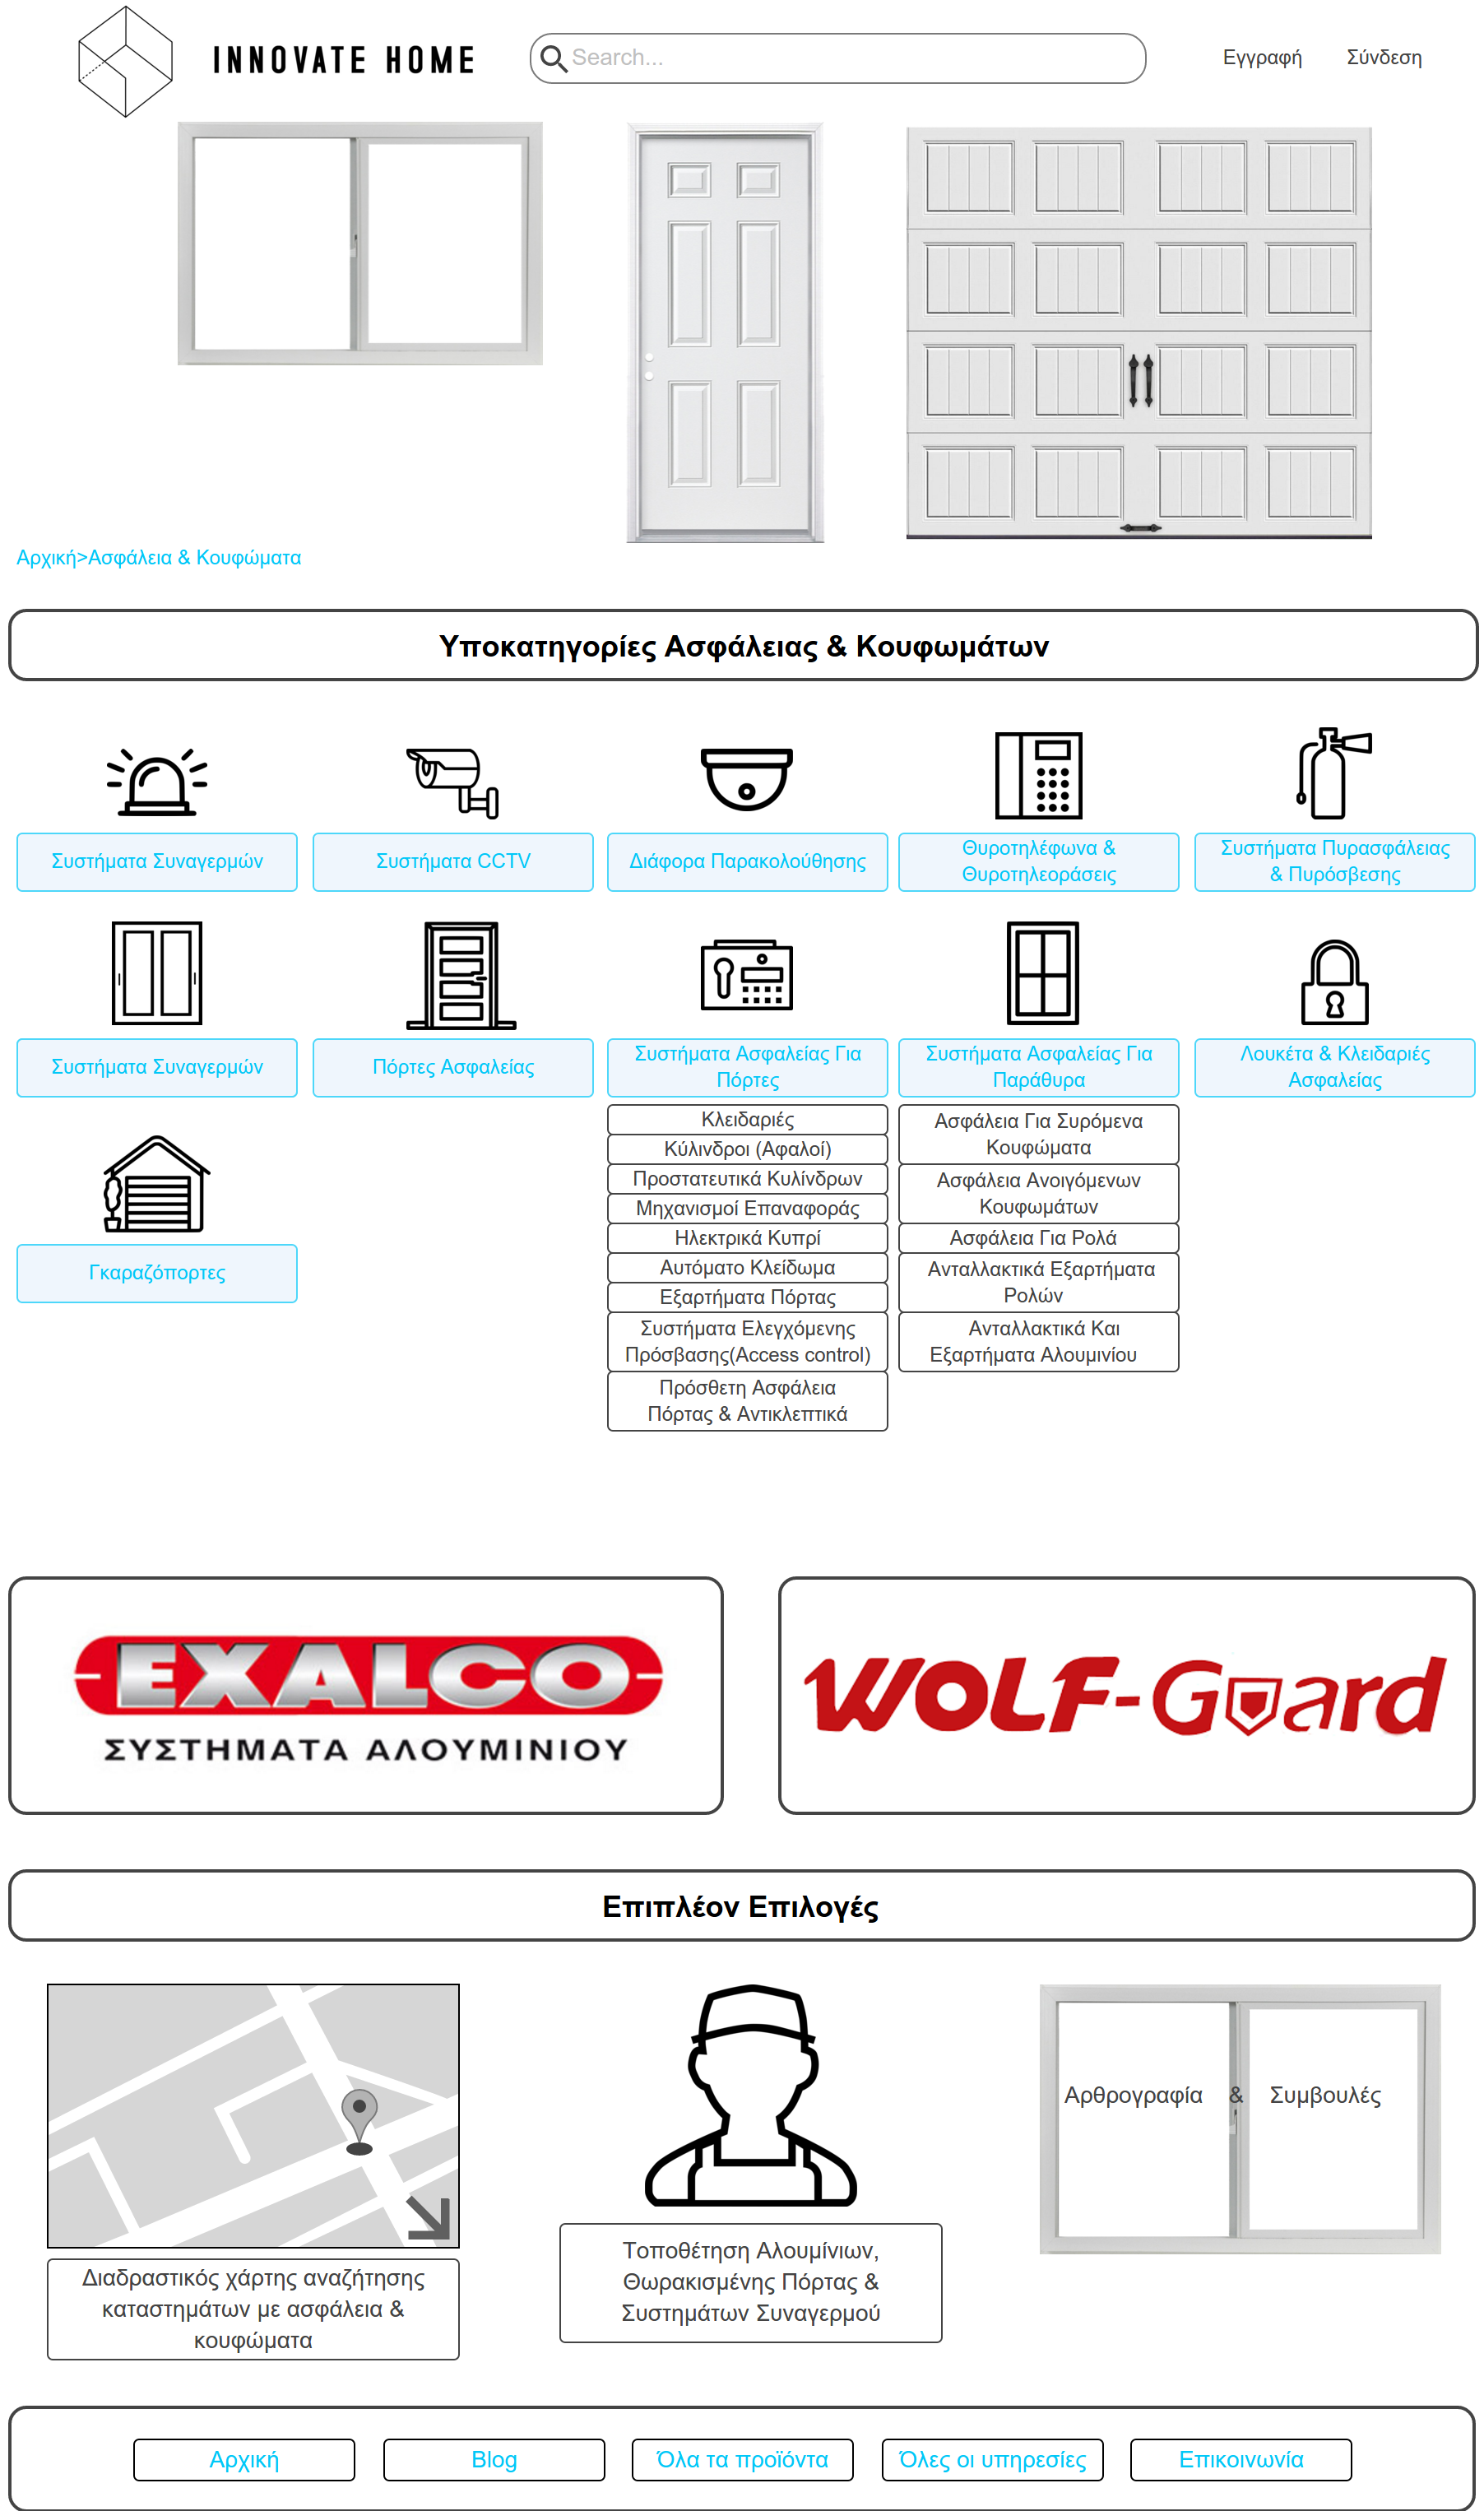 INNOVATE HOME
Search...
Εγγραφή
Σύνδεση
Αρχική>Ασφάλεια & Κουφώματα
Υποκατηγορίες Ασφάλειας & Κουφωμάτων
Συστήματα Συναγερμών
Συστήματα CCTV
Διάφορα Παρακολούθησης
Θυροτηλέφωνα &
Θυροτηλεοράσεις
Συστήματα Πυρασφάλειας
& Πυρόσβεσης
Συστήματα Συναγερμών
Πόρτες Ασφαλείας
Συστήματα Ασφαλείας Για
Πόρτες
Συστήματα Ασφαλείας Για
Παράθυρα
Λουκέτα & Κλειδαριές
Ασφαλείας
Κλειδαριές
Κύλινδροι (Αφαλοί)
Προστατευτικά Κυλίνδρων
Μηχανισμοί Επαναφοράς
Ηλεκτρικά Κυπρί
Αυτόματο Κλείδωμα
Εξαρτήματα Πόρτας
Συστήματα Ελεγχόμενης
Πρόσβασης(Access control)
Πρόσθετη Ασφάλεια
Πόρτας & Αντικλεπτικά
Ασφάλεια Για Συρόμενα
Κουφώματα
Ασφάλεια Ανοιγόμενων
Κουφωμάτων
Ασφάλεια Για Ρολά
Ανταλλακτικά Εξαρτήματα
Ρολών
Ανταλλακτικά Και
Εξαρτήματα Αλουμινίου
Γκαραζόπορτες
EXALCO
ΣΥΣΤΗΜΑΤΑ ΑΛΟΥΜΙΝΙΟΥ
WOLF-Guard
Επιπλέον Επιλογές
Διαδραστικός χάρτης αναζήτησης
καταστημάτων με ασφάλεια &
κουφώματα
Τοποθέτηση Αλουμίνιων,
Θωρακισμένης Πόρτας &
Συστημάτων Συναγερμού
Αρθρογραφία & Συμβουλές
Αρχική
Blog
Όλα τα προϊόντα
Όλες οι υπηρεσίες
Επικοινωνία